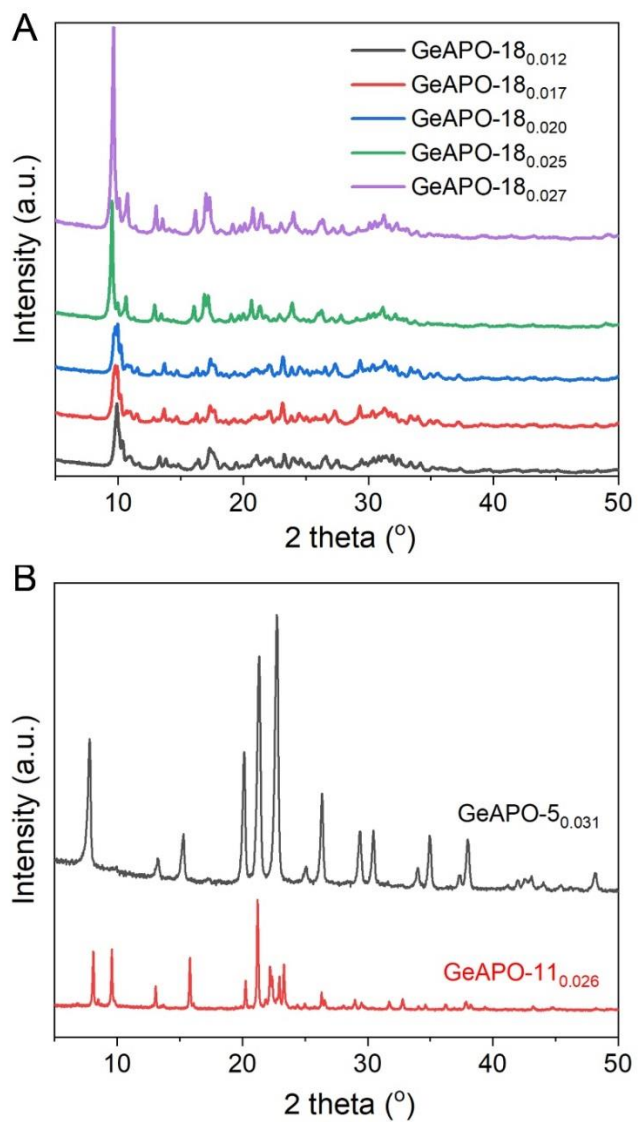 A
GeAPO-18₀.₀₁₂
GeAPO-18₀.₀₁₇
GeAPO-18₀.₀₂₀
GeAPO-18₀.₀₂₅
GeAPO-18₀.₀₂₇
Intensity (a.u.)
10 20 30 40 50
2 theta (°)
B
GeAPO-5₀.₀₃₁
GeAPO-11₀.₀₂₆
Intensity (a.u.)
10 20 30 40 50
2 theta (°)